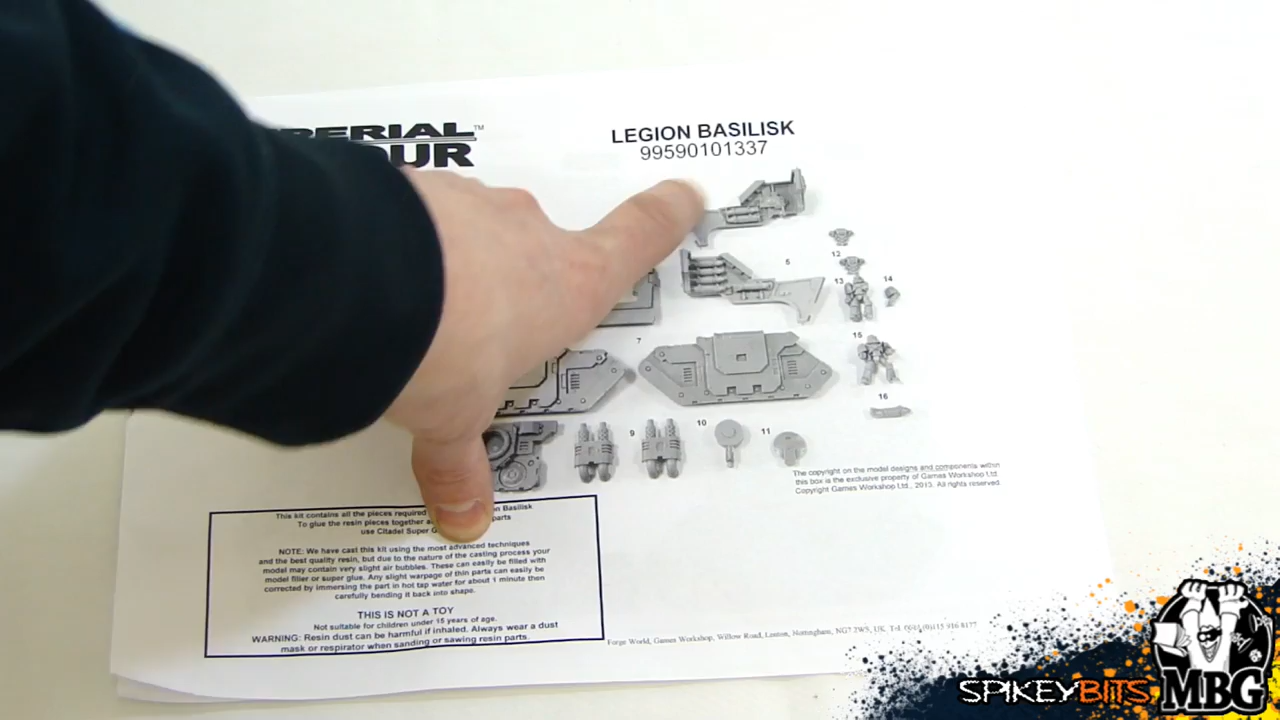 LEGION BASILISK
99590101337
5
12
13
14
7
15
16
9
10
11
The copyright on the model designs and components within
this box is the exclusive property of Games Workshop Ltd.
Copyright Games Workshop Ltd., 2013. All rights reserved.
This kit contains all the pieces required Basilisk
To glue the resin pieces together parts
use Citadel Super
NOTE: We have cast this kit using the most advanced techniques
and the best quality resin, but due to the nature of the casting process your
model may contain very slight air bubbles. These can easily be filled with
model filler or super glue. Any slight warpage of thin parts can easily be
corrected by immersing the part in hot tap water for about 1 minute then
carefully bending it back into shape.
THIS IS NOT A TOY
Not suitable for children under 15 years of age.
WARNING: Resin dust can be harmful if inhaled. Always wear a dust
mask or respirator when sanding or sawing resin parts.
Forge World, Games Workshop, Willow Road, Lenton, Nottingham, NG7 2WS, UK
SPIKEYBITS
MBG